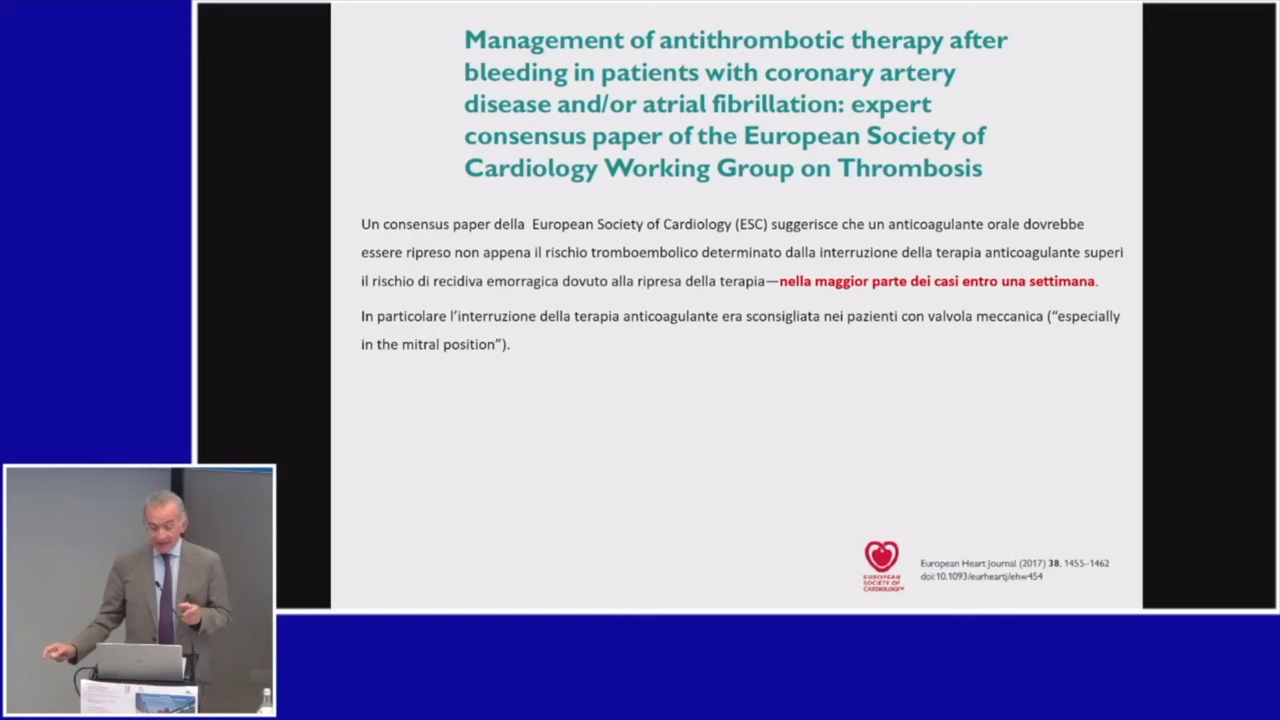 Management of antithrombotic therapy after
bleeding in patients with coronary artery
disease and/or atrial fibrillation: expert
consensus paper of the European Society of
Cardiology Working Group on Thrombosis
Un consensus paper della European Society of Cardiology (ESC) suggerisce che un anticoagulante orale dovrebbe
essere ripreso non appena il rischio tromboembolico determinato dalla interruzione della terapia anticoagulante superi
il rischio di recidiva emorragica dovuto alla ripresa della terapia—nella maggior parte dei casi entro una settimana.
In particolare l'interruzione della terapia anticoagulante era sconsigliata nei pazienti con valvola meccanica (“especially
in the mitral position”).
EUROPEAN
SOCIETY OF
CARDIOLOGY
European Heart Journal (2017) 38, 1455–1462
doi:10.1093/eurheartj/ehw454